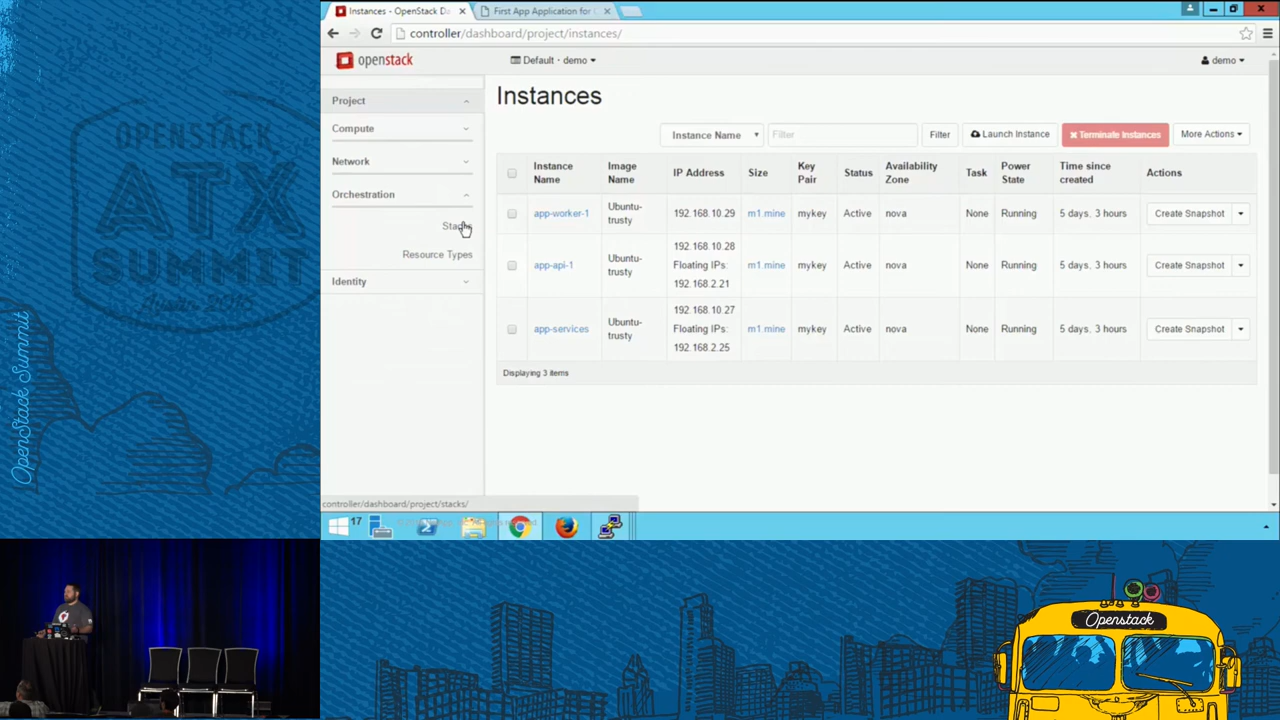 OPENSTACK
ATX
SUMMIT
Austin 2016
OpenStack Summit
Instances - OpenStack Da
First App Application for
controller/dashboard/project/instances/
openstack
Default - demo
demo
Project
Compute
Network
Orchestration
Stacks
Resource Types
Identity
Instances
Instance Name
Filter
Filter
Launch Instance
Terminate Instances
More Actions
Instance Name
Image Name
IP Address
Size
Key Pair
Status
Availability Zone
Task
Power State
Time since created
Actions
app-worker-1
Ubuntu-trusty
192.168.10.29
m1.mine
mykey
Active
nova
None
Running
5 days, 3 hours
Create Snapshot
app-api-1
Ubuntu-trusty
192.168.10.28
Floating IPs:
192.168.2.21
m1.mine
mykey
Active
nova
None
Running
5 days, 3 hours
Create Snapshot
app-services
Ubuntu-trusty
192.168.10.27
Floating IPs:
192.168.2.25
m1.mine
mykey
Active
nova
None
Running
5 days, 3 hours
Create Snapshot
Displaying 3 items
controller/dashboard/project/stacks/
17
Openstack